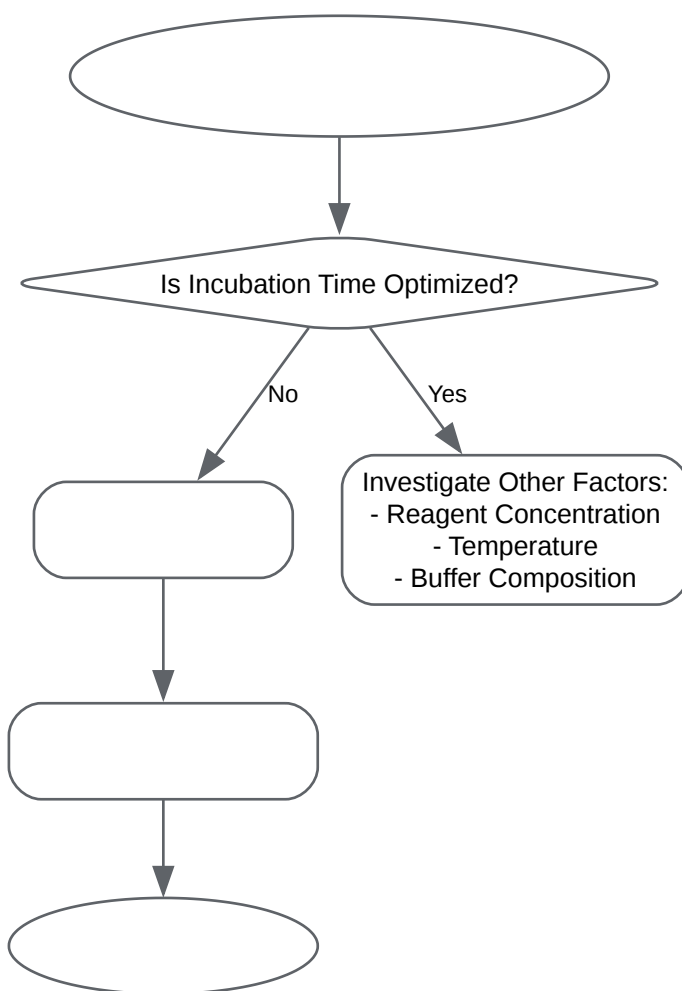 Is Incubation Time Optimized?
No
Yes
Investigate Other Factors:
- Reagent Concentration
- Temperature
- Buffer Composition